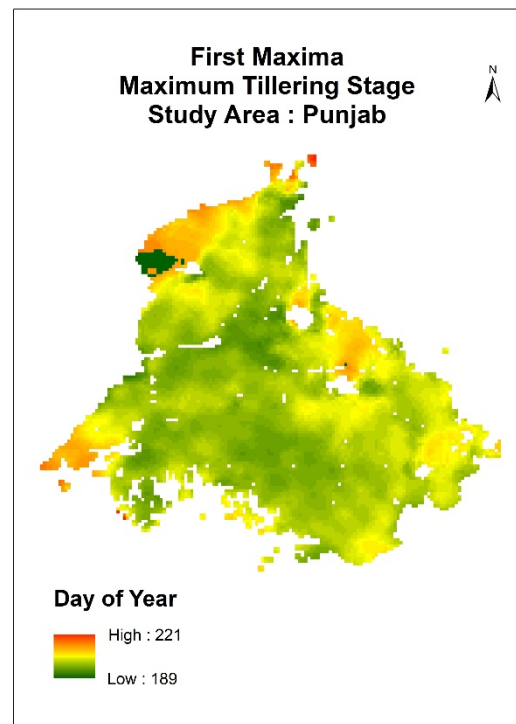 First Maxima
Maximum Tillering Stage
Study Area : Punjab
N
Day of Year
High : 221
Low : 189